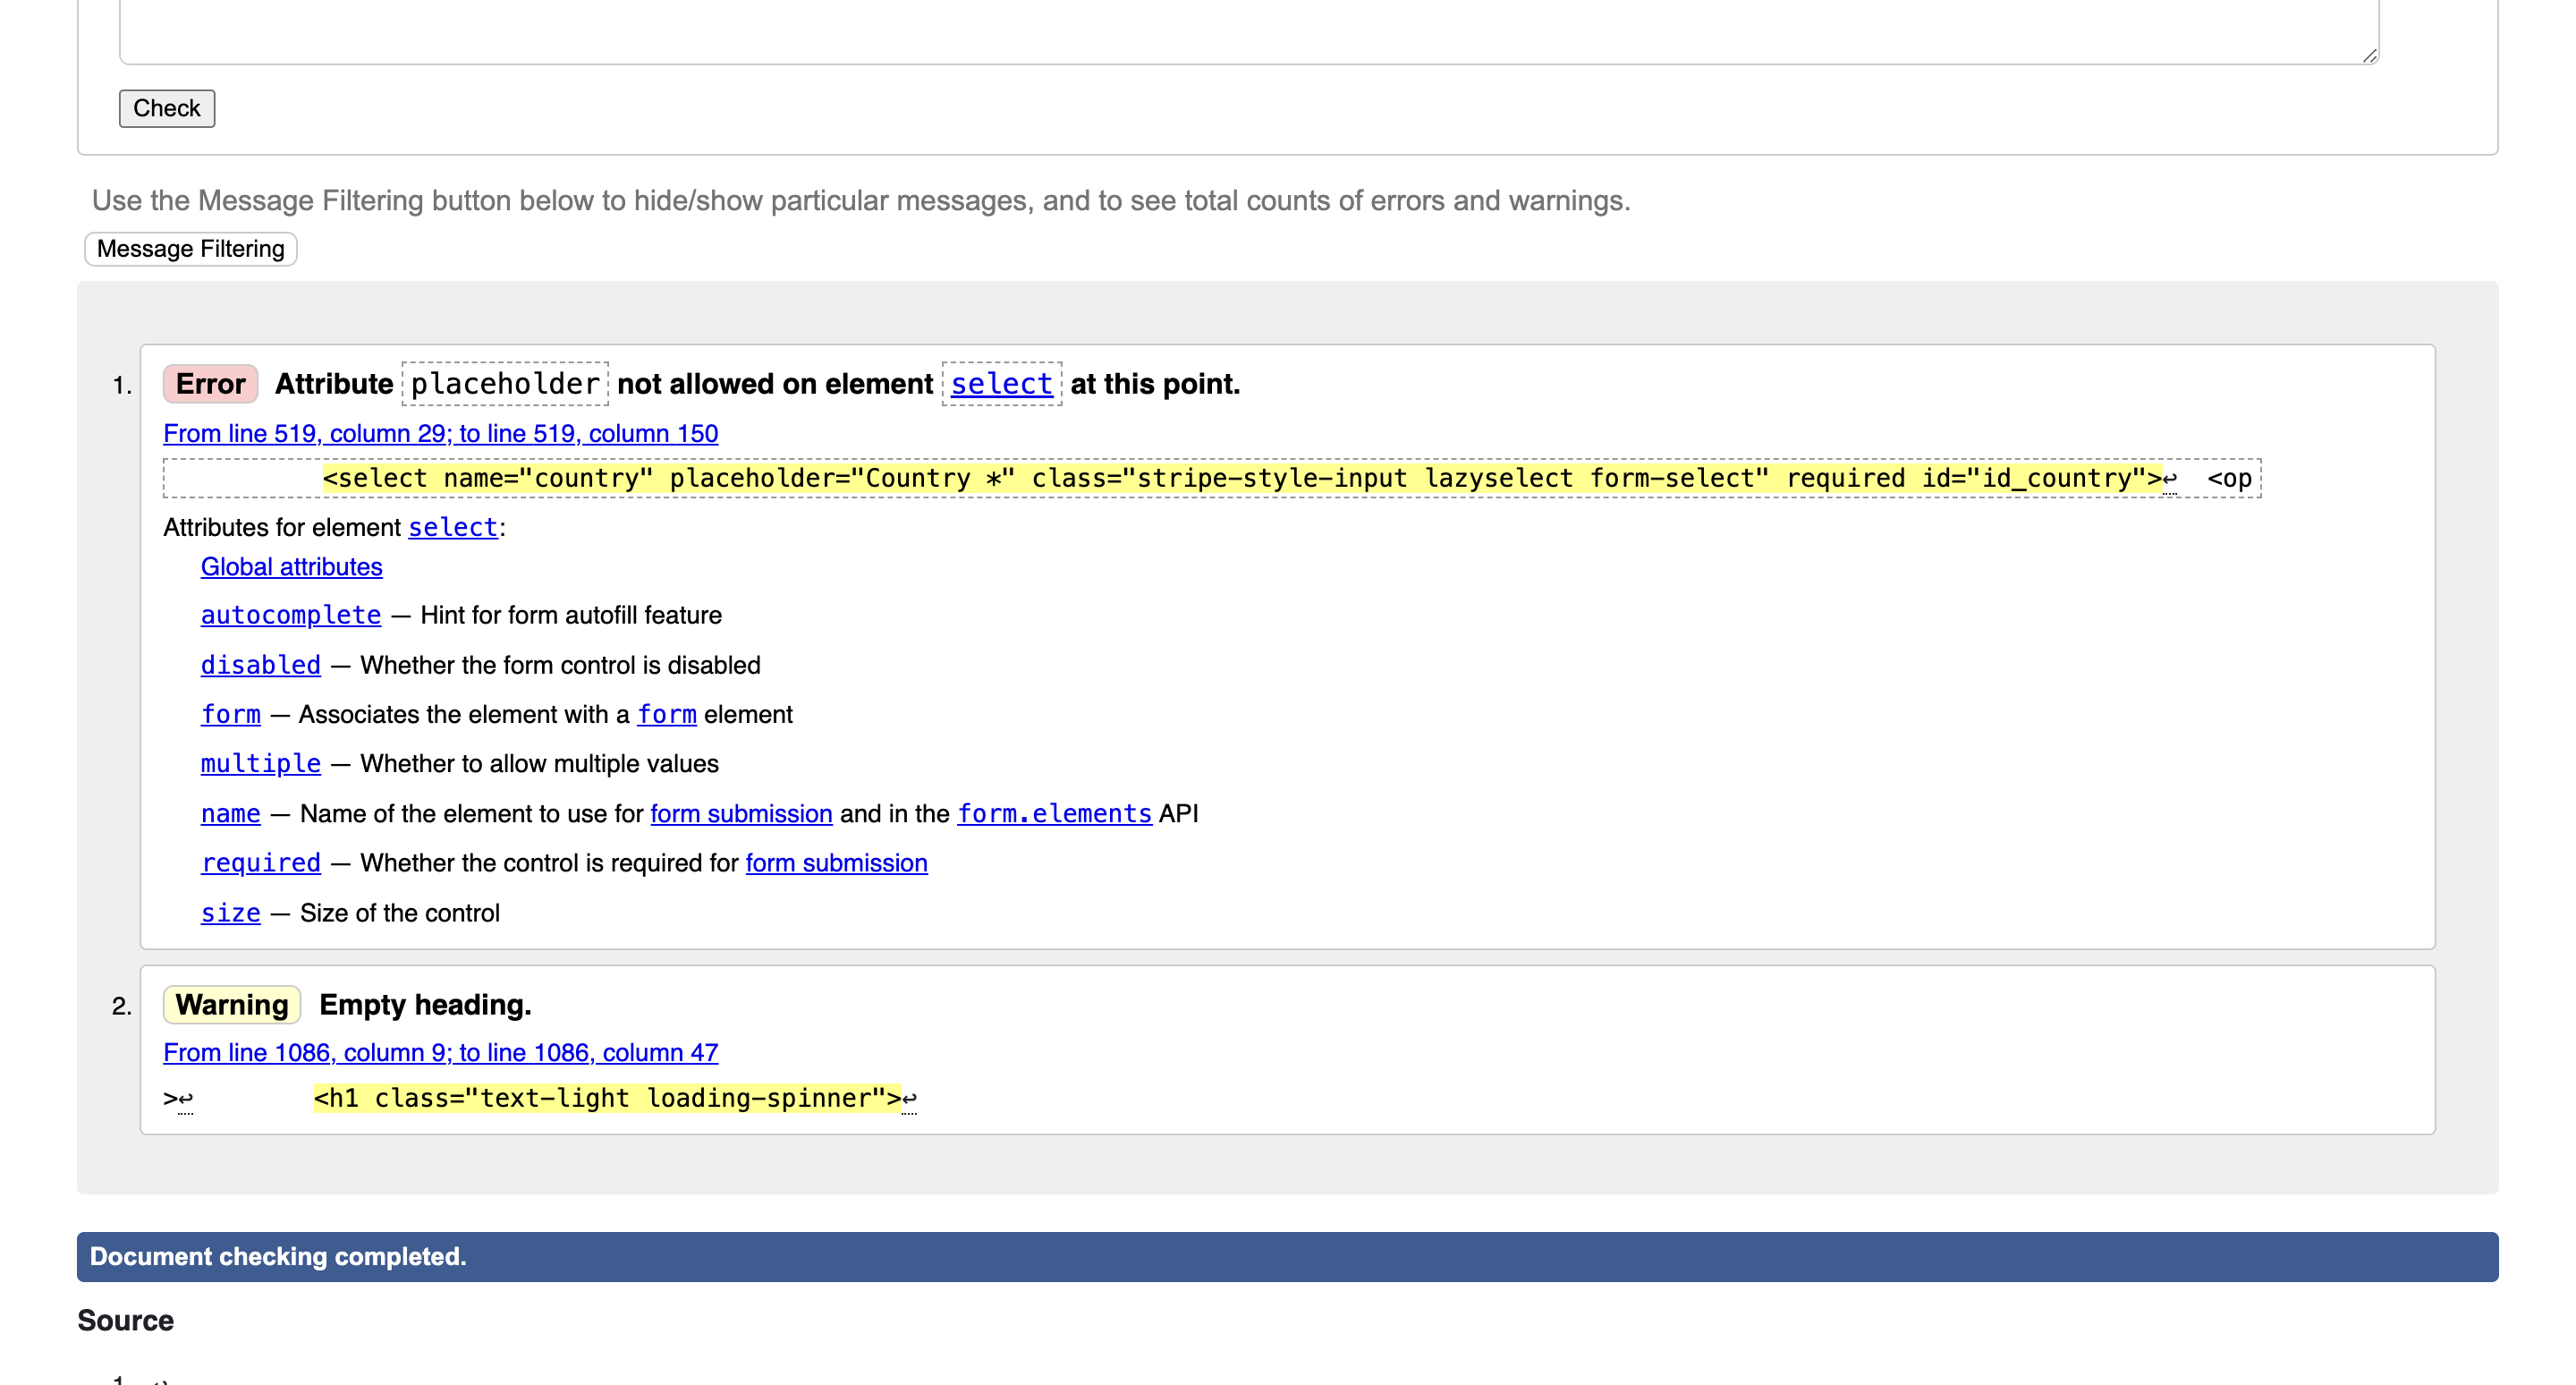 Check
Use the Message Filtering button below to hide/show particular messages, and to see total counts of errors and warnings.
Message Filtering
1. Error Attribute placeholder not allowed on element select at this point.
From line 519, column 29; to line 519, column 150
<select name="country" placeholder="Country *" class="stripe-style-input lazyselect form-select" required id="id_country">↩ <op
Attributes for element select:
Global attributes
autocomplete — Hint for form autofill feature
disabled — Whether the form control is disabled
form — Associates the element with a form element
multiple — Whether to allow multiple values
name — Name of the element to use for form submission and in the form.elements API
required — Whether the control is required for form submission
size — Size of the control
2. Warning Empty heading.
From line 1086, column 9; to line 1086, column 47
>↩ <h1 class="text-light loading-spinner">↩
Document checking completed.
Source